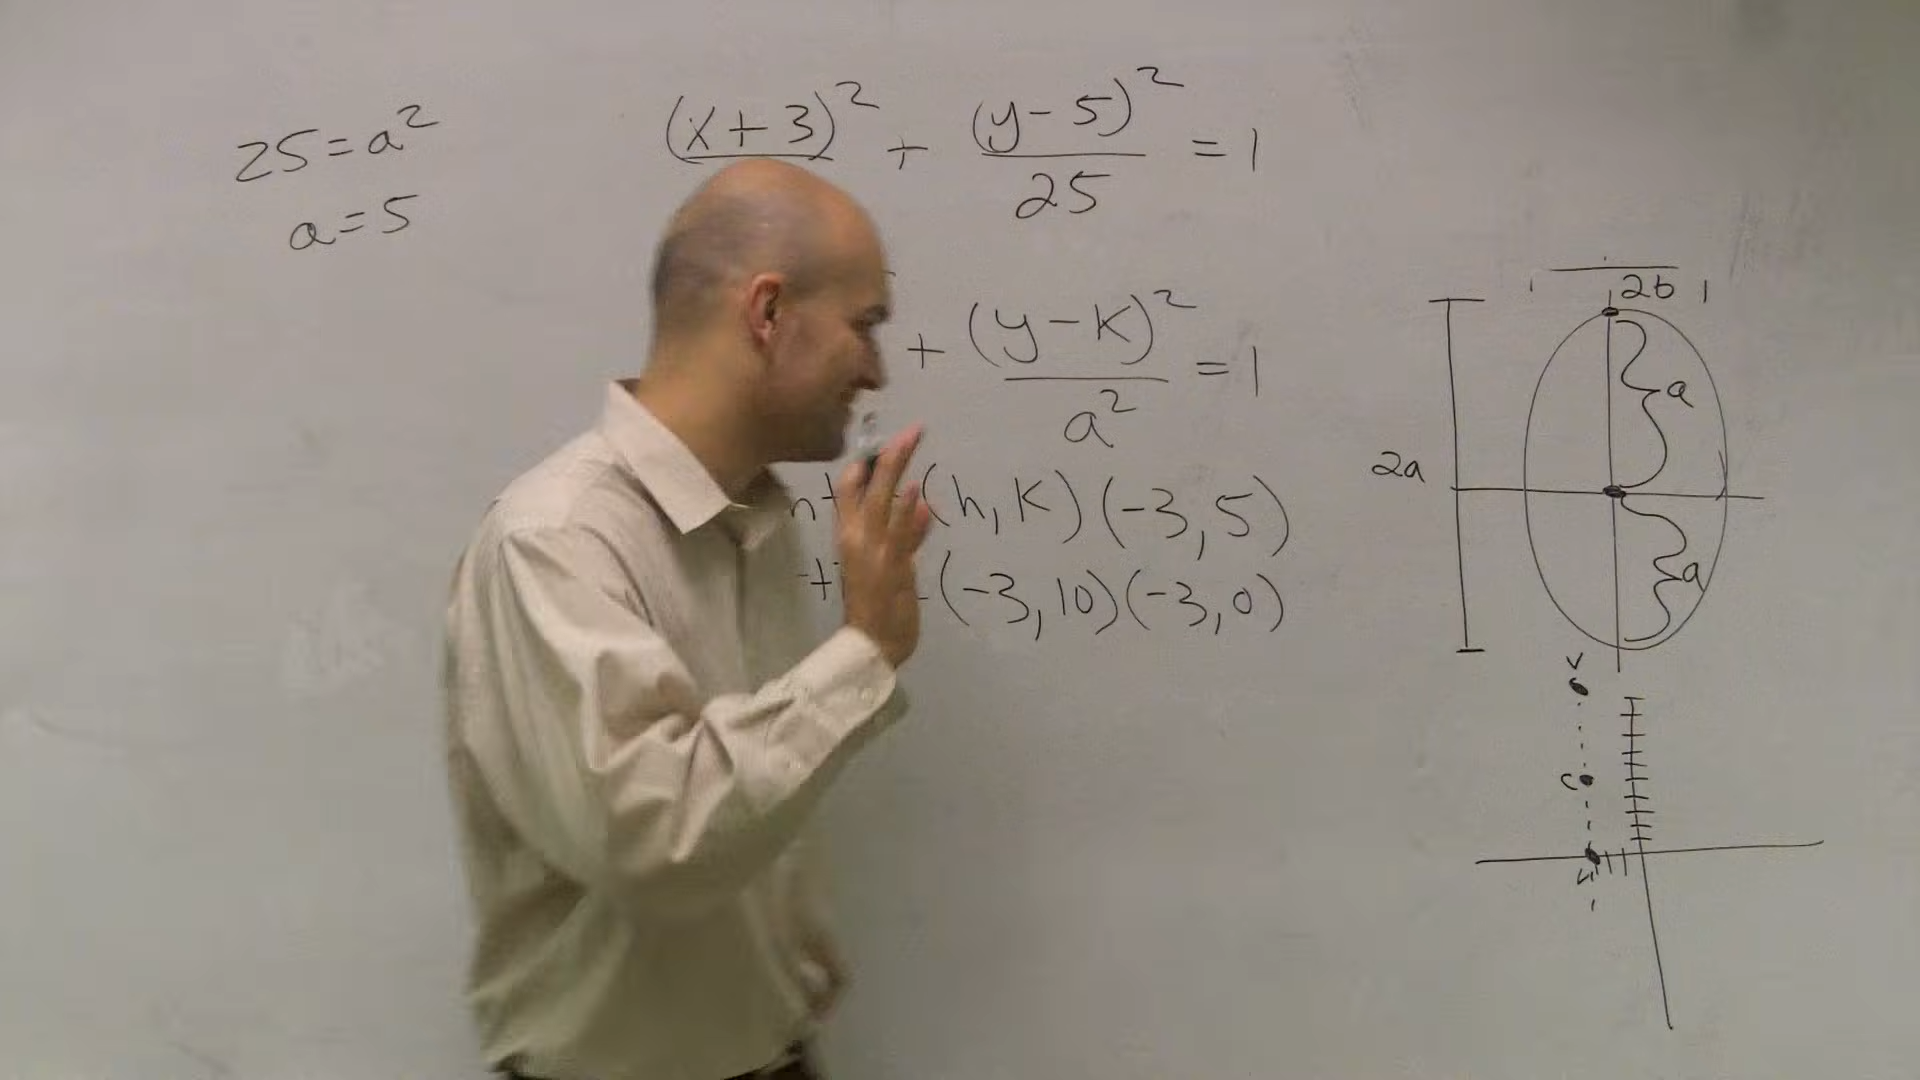 25=a²
a=5
(x+3)² + (y-5)²/25 = 1
+ (y-k)²/a² = 1
(h,k) (-3,5)
(-3,10) (-3,0)
2b
a
2a
a
v
c
v